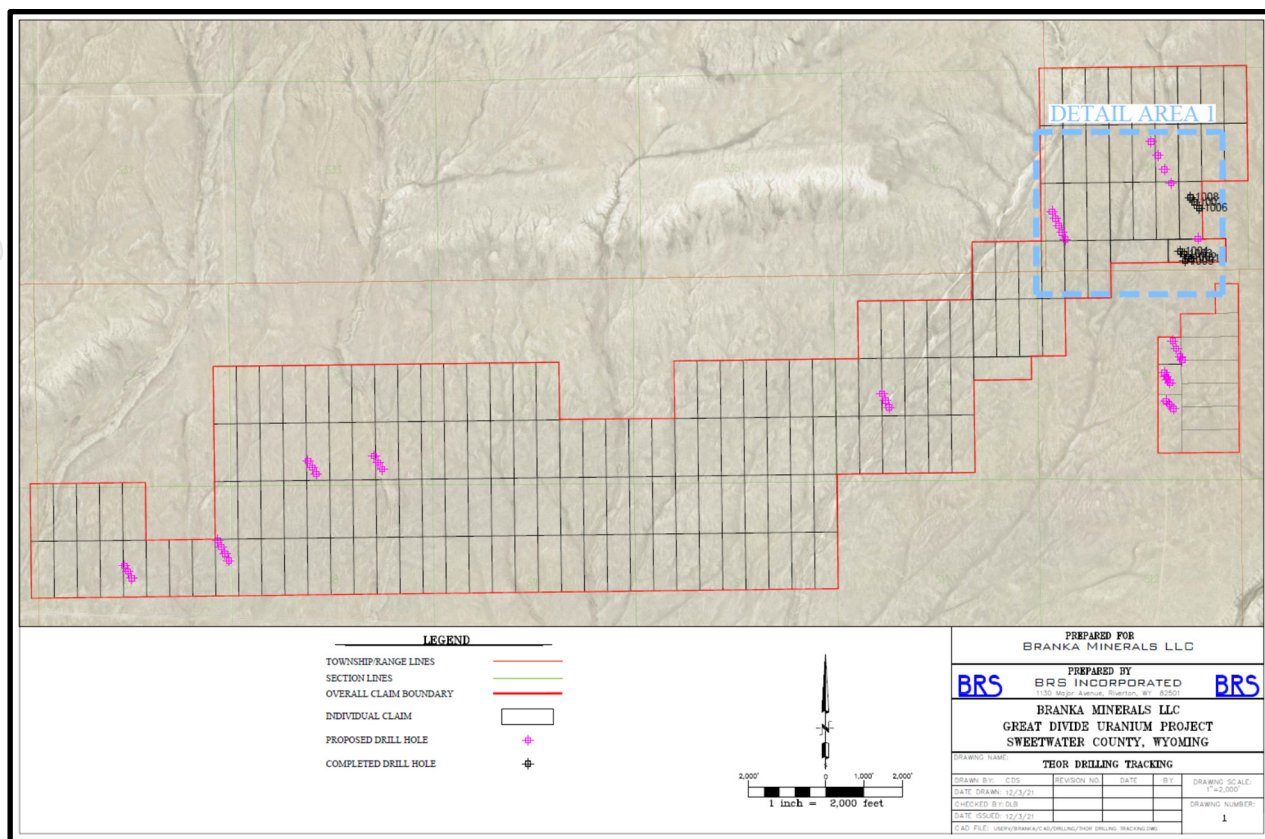 DETAIL AREA 1
1008
1006
1004
LEGEND
TOWNSHIP/RANGE LINES
SECTION LINES
OVERALL CLAIM BOUNDARY
INDIVIDUAL CLAIM
PROPOSED DRILL HOLE
COMPLETED DRILL HOLE
N
2,000' 0 2,000'
1 inch = 2,000 feet
PREPARED FOR
BRANKA MINERALS LLC
PREPARED BY
BRS BRS INCORPORATED BRS
1130 Major Avenue, Riverton, WY 82501
BRANKA MINERALS LLC
GREAT DIVIDE URANIUM PROJECT
SWEETWATER COUNTY, WYOMING
DRAWING NAME:
THOR DRILLING TRACKING
DRAWN BY: CDS REVISION NO. DATE BY DRAWING SCALE:
DATE DRAWN: 12/3/21 1"=2,000'
CHECKED BY: DLB DRAWING NUMBER:
DATE ISSUED: 12/3/21 1
CAD FILE: USERV/BRANKA/CAD/DRILLING/THOR DRILLING TRACKING.DWG